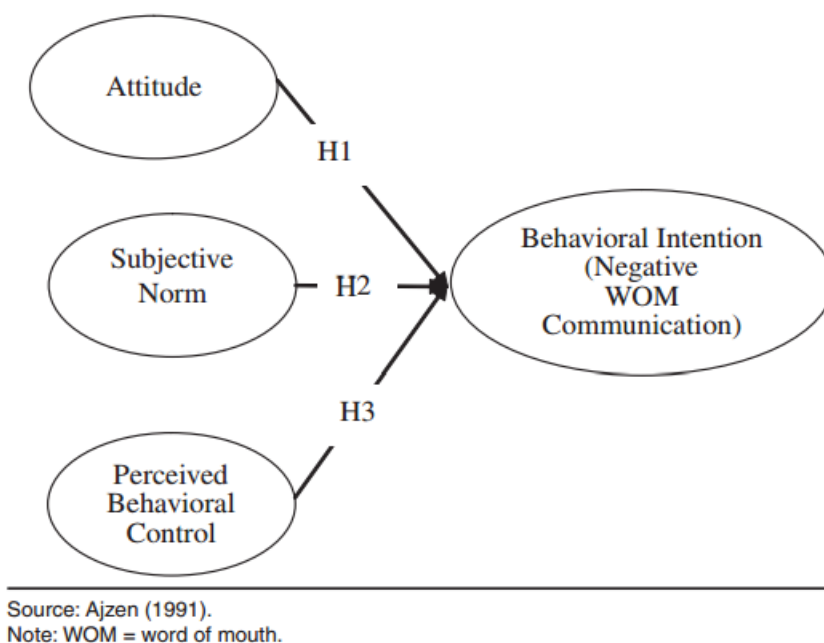 Attitude
H1
Subjective
Norm
H2
Behavioral Intention
(Negative
WOM
Communication)
H3
Perceived
Behavioral
Control
Source: Ajzen (1991).
Note: WOM = word of mouth.